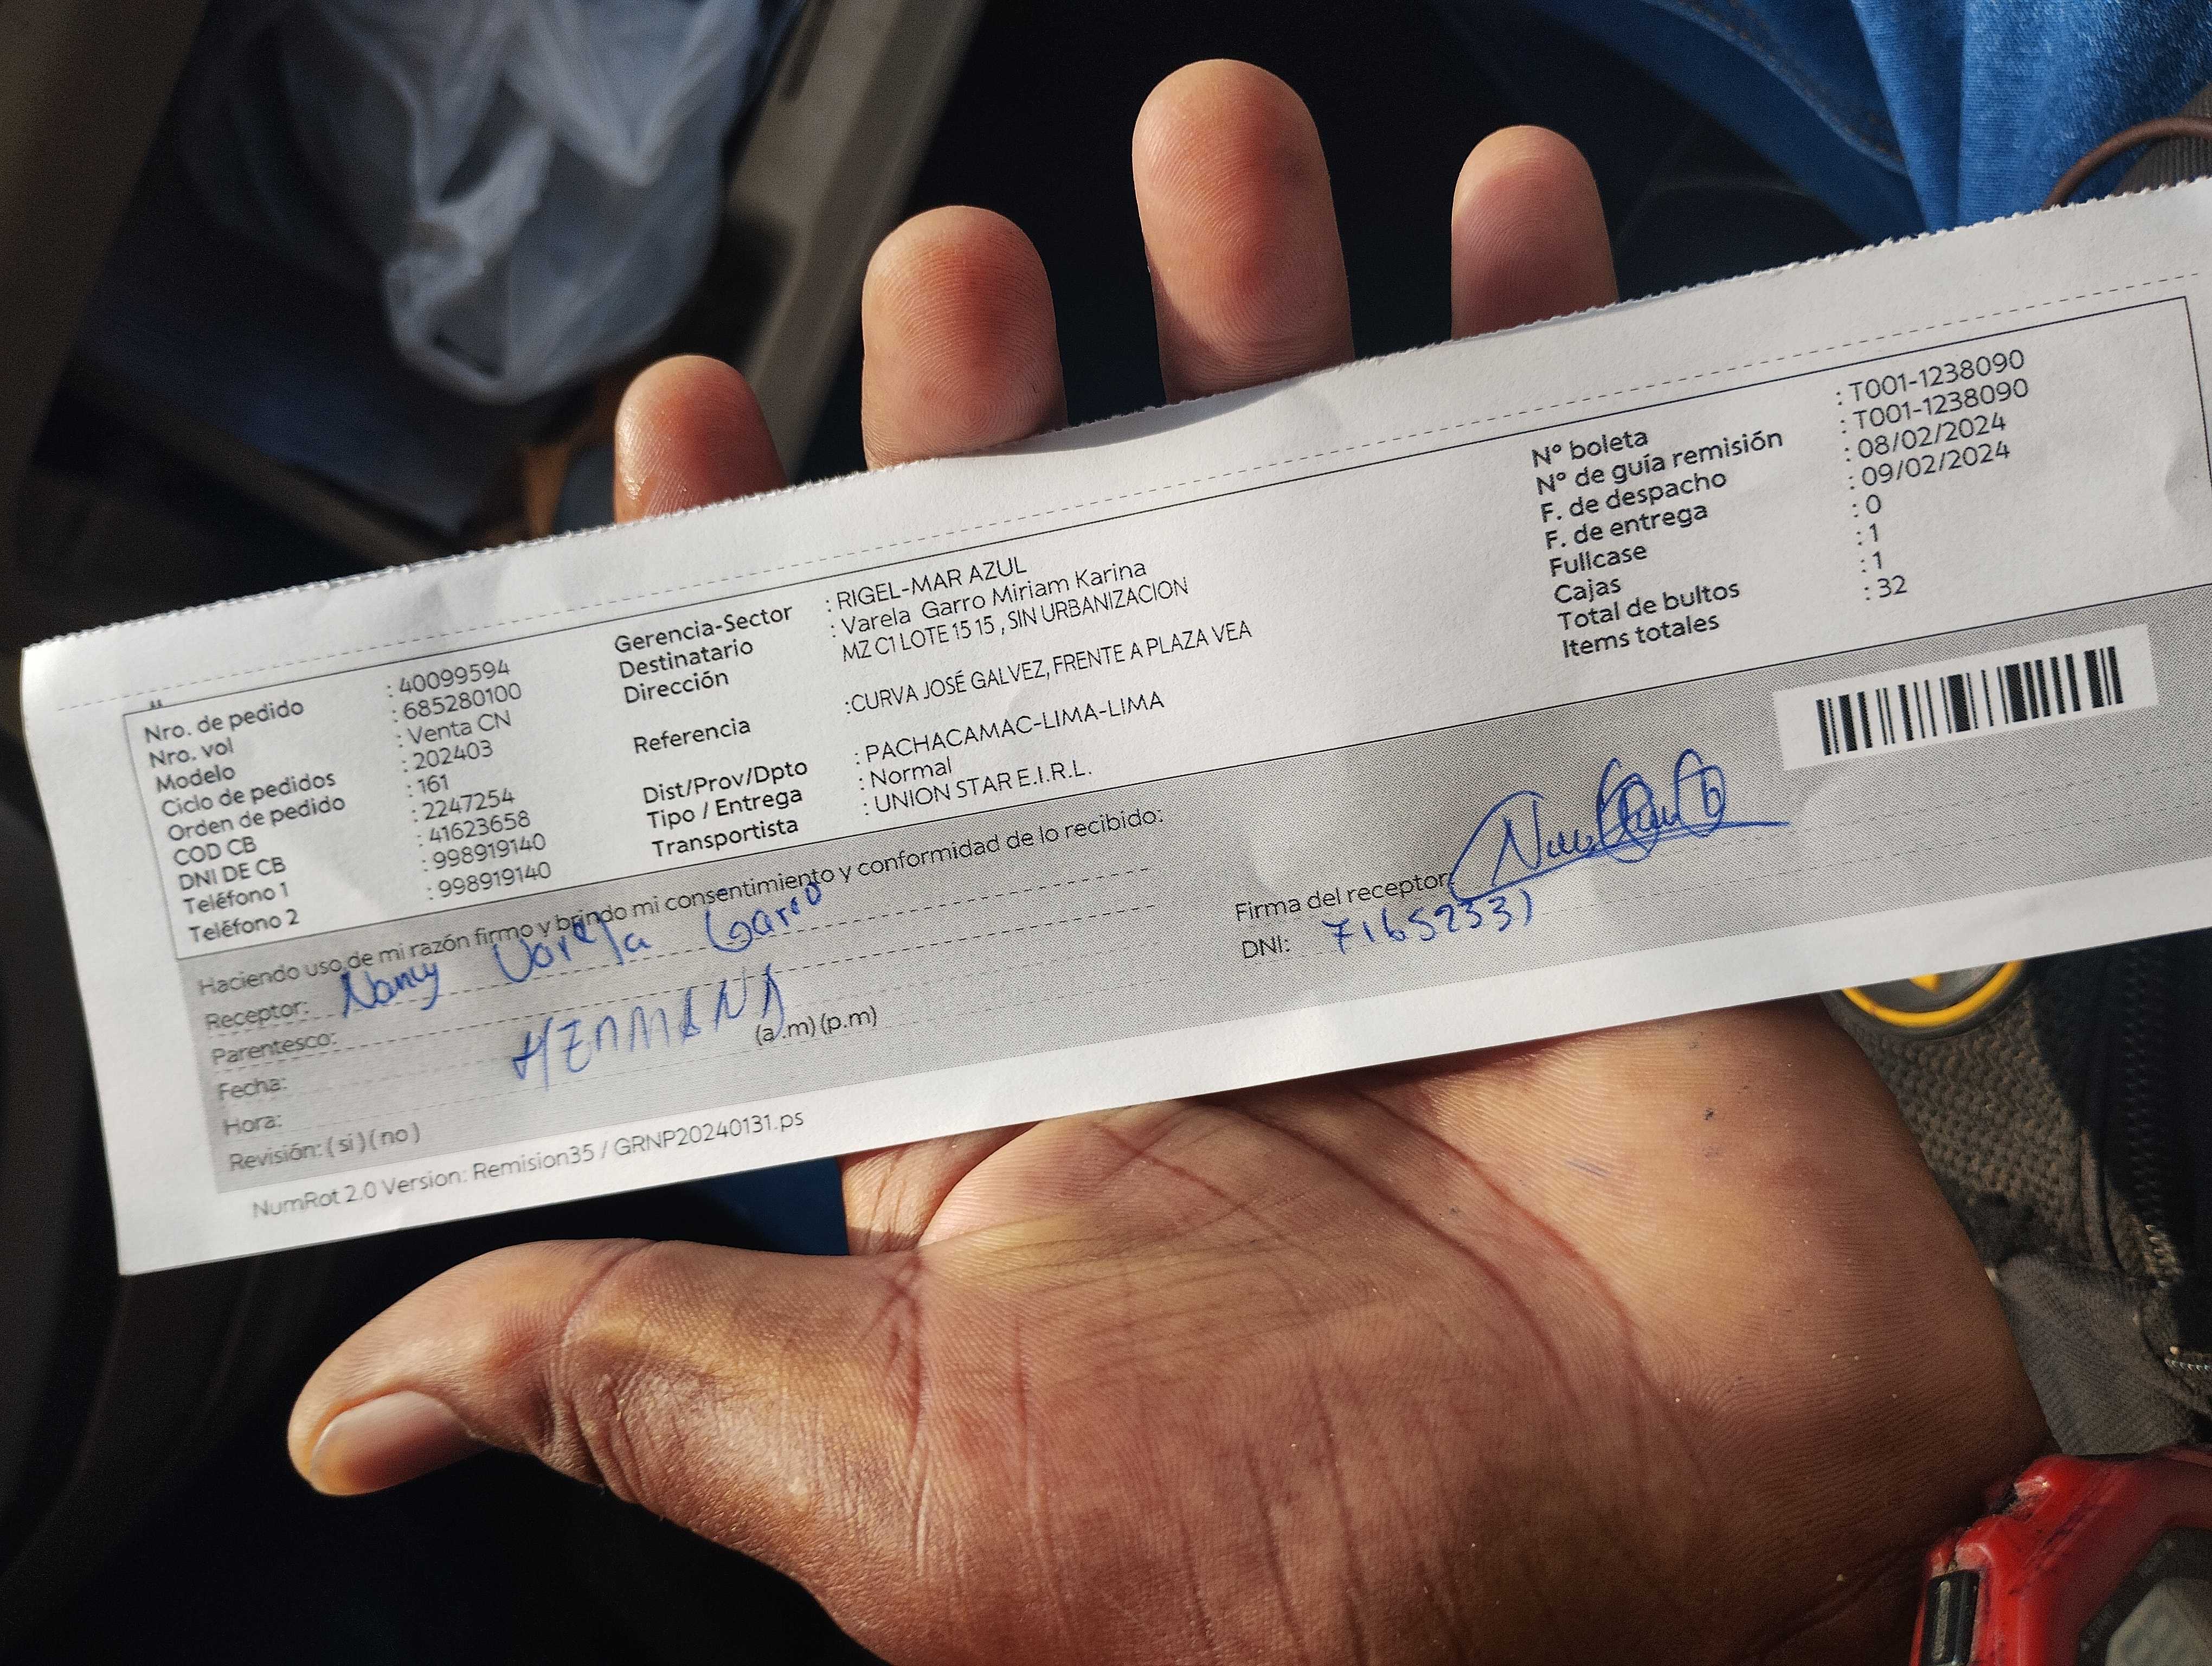 Nro. de pedido : 40099594
Nro. vol : 685280100
Modelo : Venta CN
Ciclo de pedidos : 202403
Orden de pedido : 161
COD CB : 2247254
DNI DE CB : 41623658
Teléfono 1 : 998919140
Teléfono 2 : 998919140
Gerencia-Sector : RIGEL-MAR AZUL
Destinatario : Varela Garro Miriam Karina
Dirección MZ C1 LOTE 15 15 , SIN URBANIZACION
Referencia :CURVA JOSÉ GALVEZ, FRENTE A PLAZA VEA
Dist/Prov/Dpto : PACHACAMAC-LIMA-LIMA
Tipo / Entrega : Normal
Transportista : UNION STAR E.I.R.L.
N° boleta : T001-1238090
N° de guía remisión : T001-1238090
F. de despacho : 08/02/2024
F. de entrega : 09/02/2024
Fullcase : 0
Cajas : 1
Total de bultos : 1
Items totales : 32
Haciendo uso de mi razón firmo y brindo mi consentimiento y conformidad de lo recibido:
Receptor: Nancy Varela Garro
Parentesco: HERMANA
Fecha:
Hora: (a.m) (p.m)
Revisión: ( si ) ( no )
Firma del receptor:
DNI:
NumRot 2.0 Version: Remision35 / GRNP20240131.ps